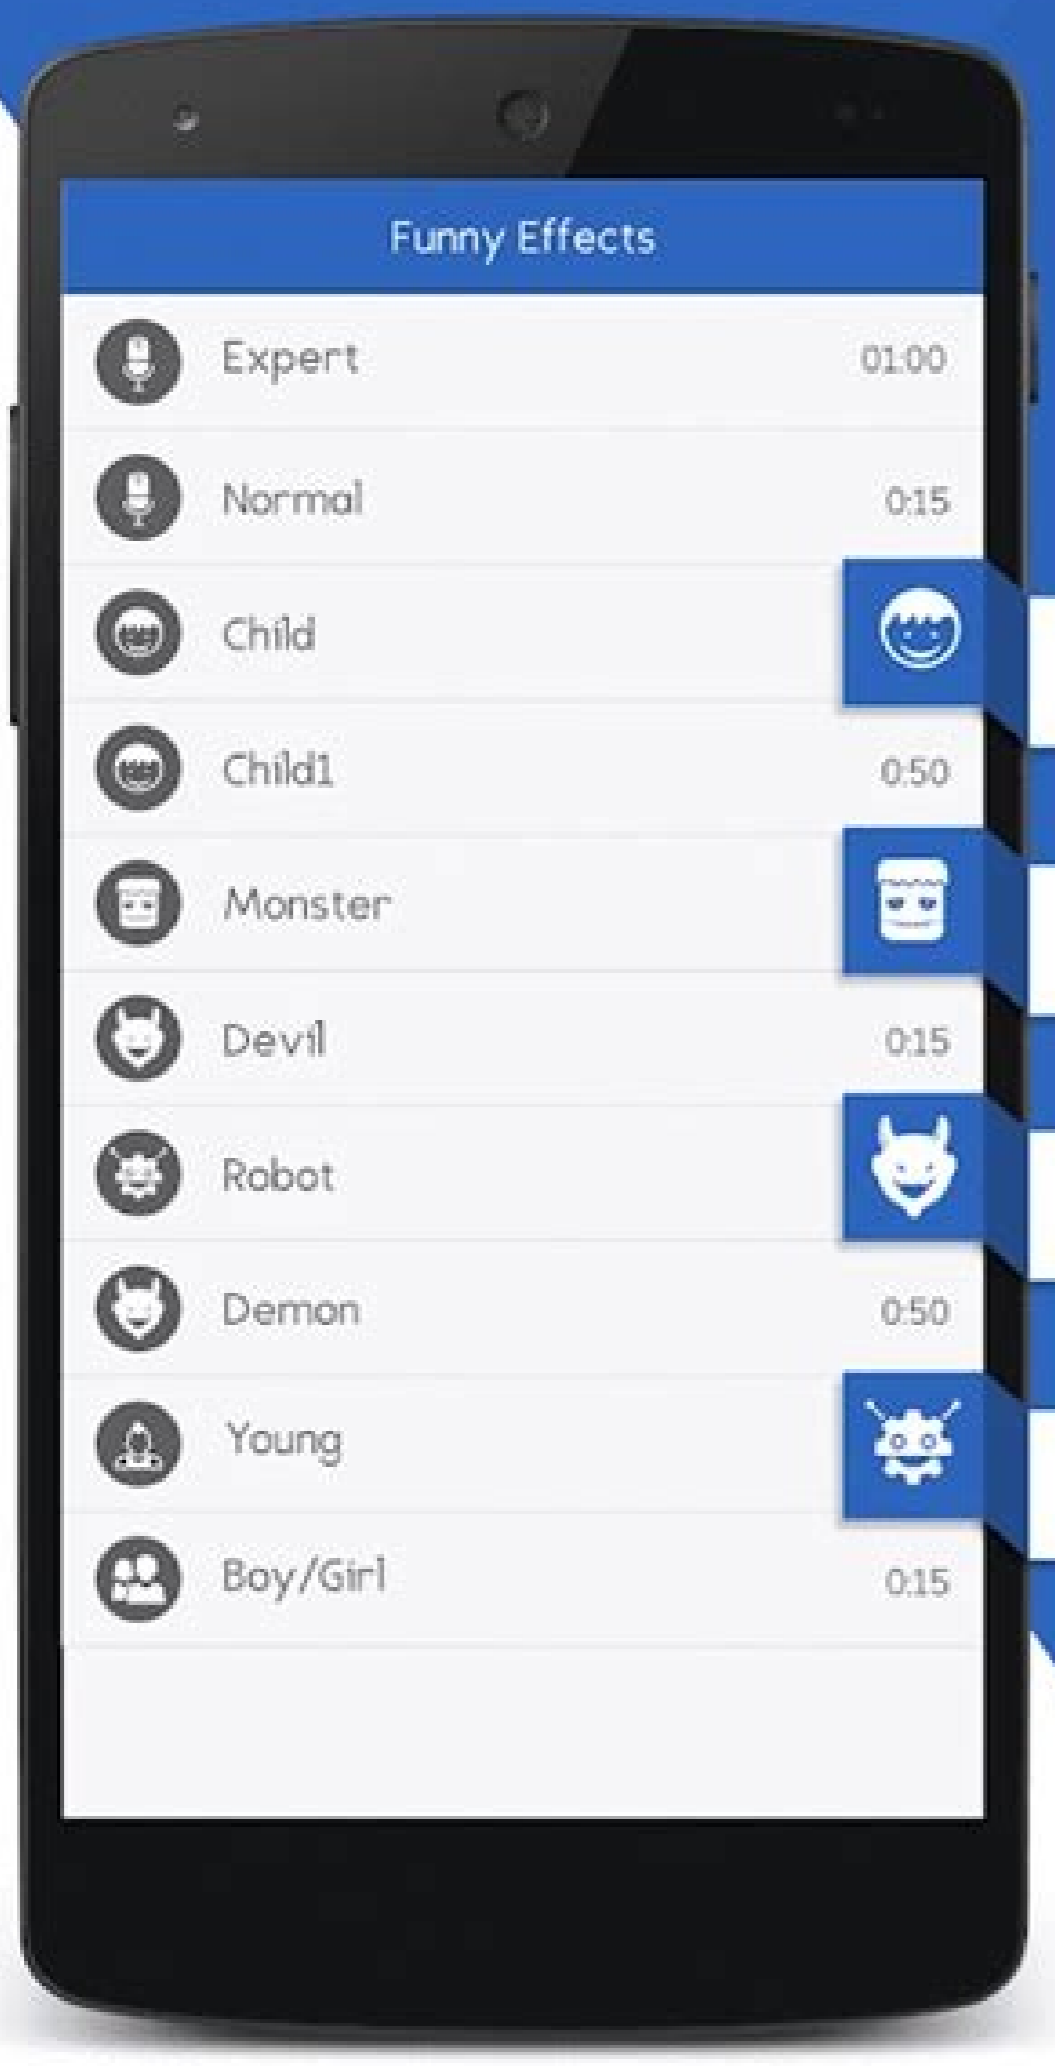 Funny Effects
Expert 01:00
Normal 0:15
Child
Child1 0:50
Monster
Devil 0:15
Robot
Demon 0:50
Young
Boy/Girl 0:15